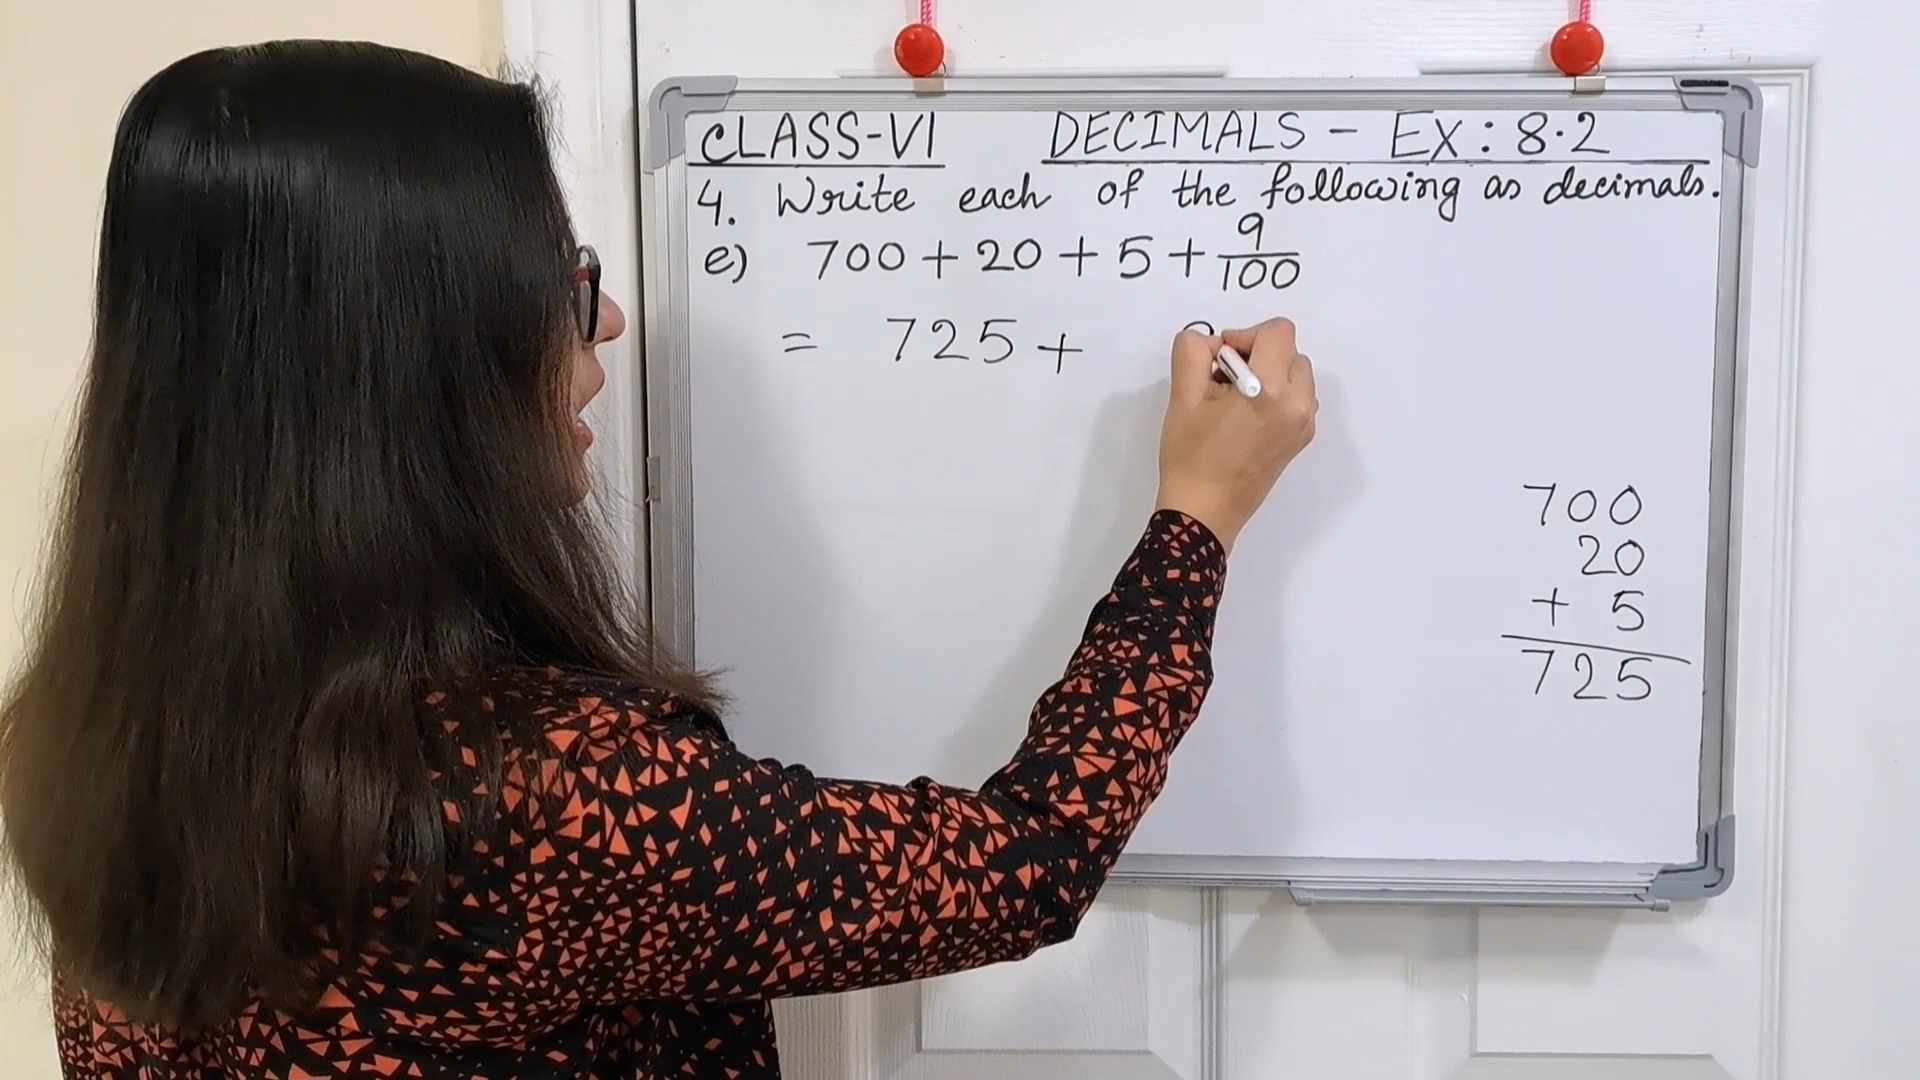 CLASS-VI DECIMALS - EX: 8.2
4. Write each of the following as decimals.
e) 700 + 20 + 5 + 9/100
= 725 +
700
20
+ 5
725